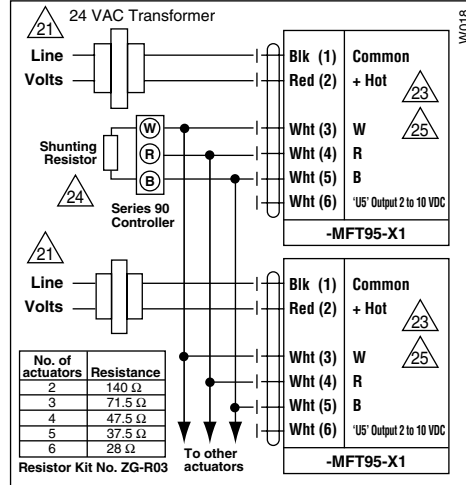 W018
21 24 VAC Transformer
Line
Volts
Blk (1) Common
Red (2) + Hot
23
25
Wht (3) W
Wht (4) R
Wht (5) B
Wht (6) 'U5' Output 2 to 10 VDC
-MFT95-X1
Shunting
Resistor
24
W
R
B
Series 90
Controller
21
Line
Volts
Blk (1) Common
Red (2) + Hot
23
25
Wht (3) W
Wht (4) R
Wht (5) B
Wht (6) 'U5' Output 2 to 10 VDC
-MFT95-X1
No. of
actuators Resistance
2 140 Ω
3 71.5 Ω
4 47.5 Ω
5 37.5 Ω
6 28 Ω
Resistor Kit No. ZG-R03
To other
actuators